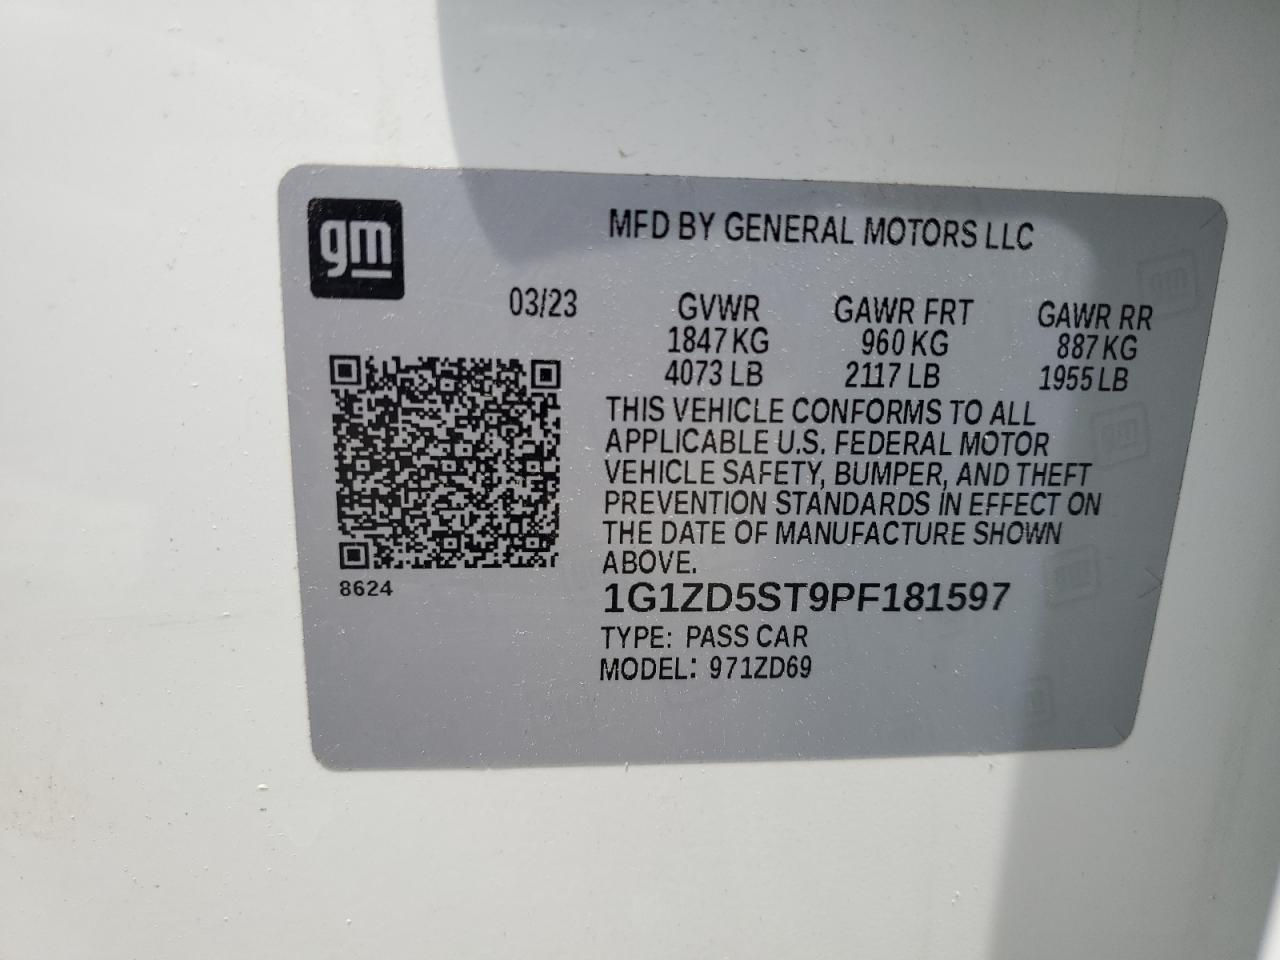 gm
MFD BY GENERAL MOTORS LLC
03/23
GVWR GAWR FRT GAWR RR
1847 KG 960 KG 887 KG
4073 LB 2117 LB 1955 LB
THIS VEHICLE CONFORMS TO ALL
APPLICABLE U.S. FEDERAL MOTOR
VEHICLE SAFETY, BUMPER, AND THEFT
PREVENTION STANDARDS IN EFFECT ON
THE DATE OF MANUFACTURE SHOWN
ABOVE.
8624
1G1ZD5ST9PF181597
TYPE: PASS CAR
MODEL: 971ZD69